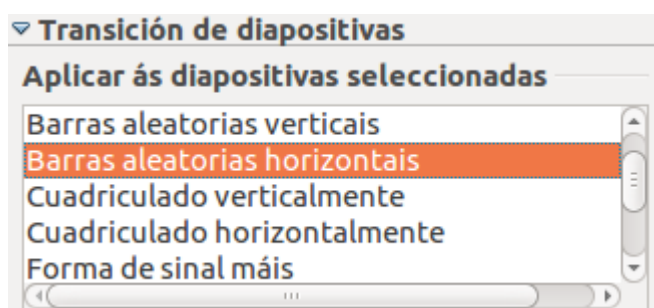 Transición de diapositivas
Aplicar ás diapositivas seleccionadas
Barras aleatorias verticais
Barras aleatorias horizontais
Cuadriculado verticalmente
Cuadriculado horizontalmente
Forma de sinal máis